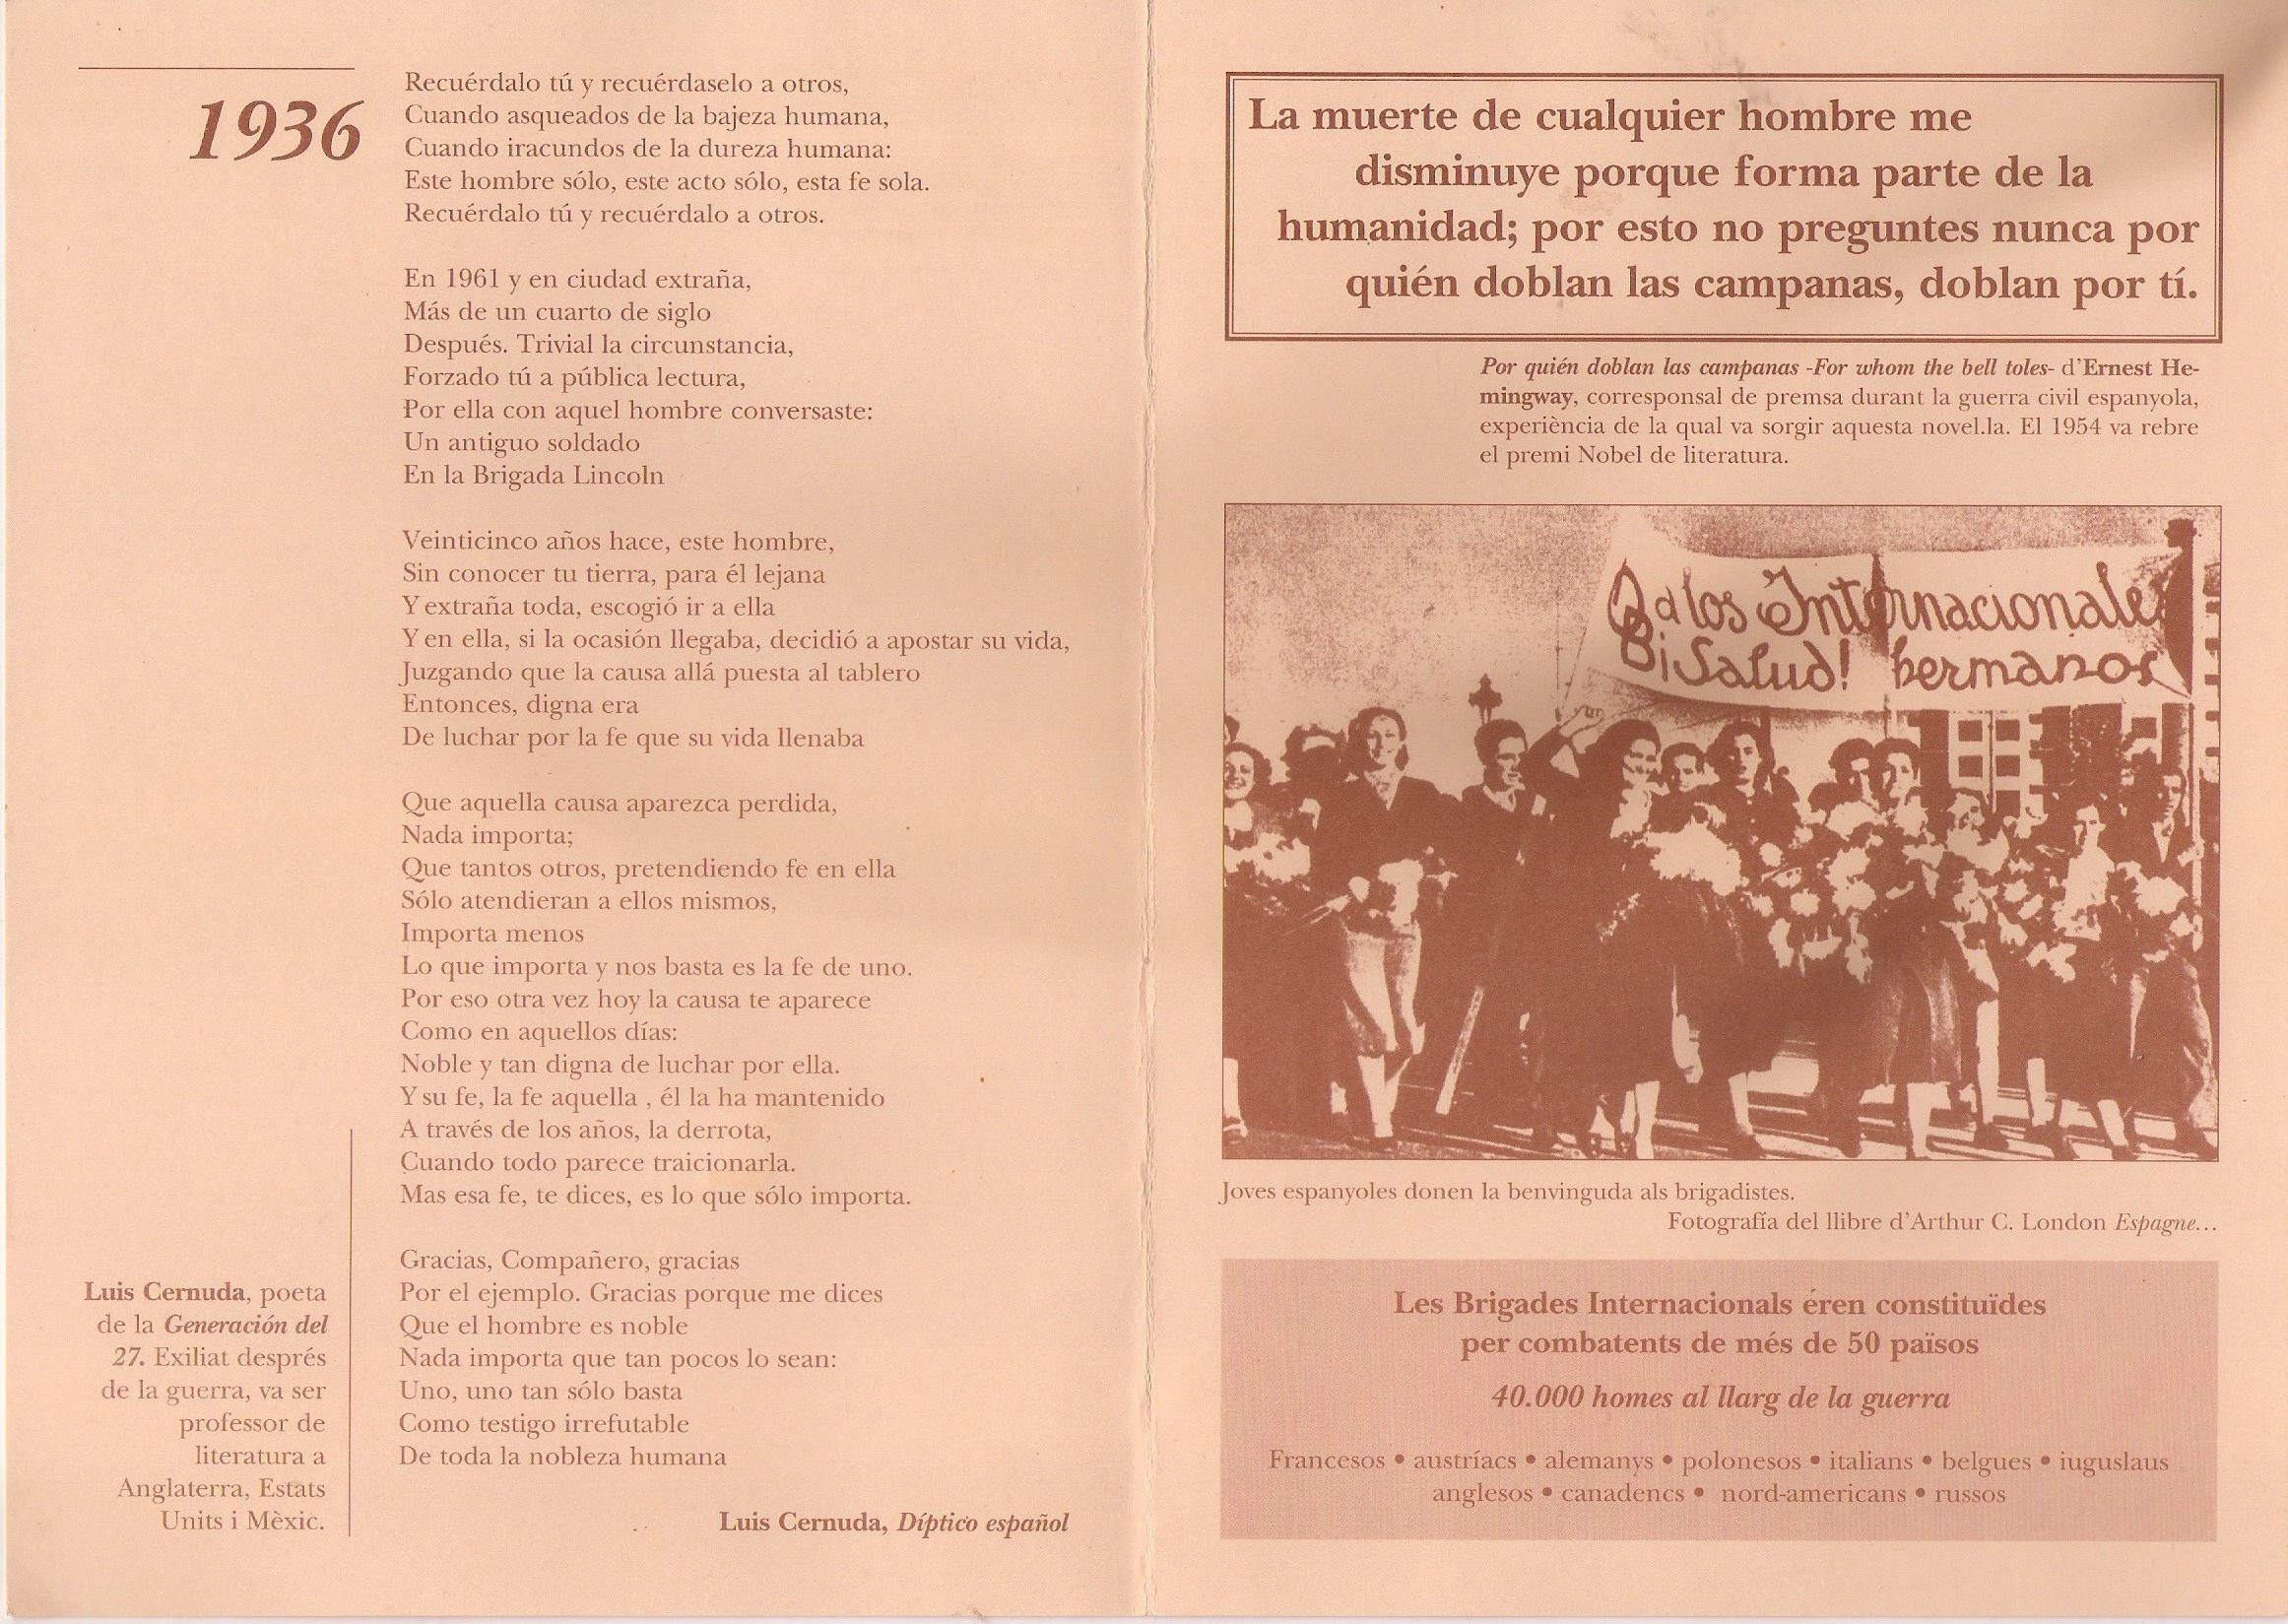 1936
Recuérdalo tú y recuérdaselo a otros,
Cuando asqueados de la bajeza humana,
Cuando iracundos de la dureza humana:
Este hombre sólo, este acto sólo, esta fe sola.
Recuérdalo tú y recuérdalo a otros.
En 1961 y en ciudad extraña,
Más de un cuarto de siglo
Después. Trivial la circunstancia,
Forzado tú a pública lectura,
Por ella con aquel hombre conversaste:
Un antiguo soldado
En la Brigada Lincoln
Veinticinco años hace, este hombre,
Sin conocer tu tierra, para él lejana
Y extraña toda, escogió ir a ella
Y en ella, si la ocasión llegaba, decidió a apostar su vida,
Juzgando que la causa allá puesta al tablero
Entonces, digna era
De luchar por la fe que su vida llenaba
Que aquella causa aparezca perdida,
Nada importa;
Que tantos otros, pretendiendo fe en ella
Sólo atendieran a ellos mismos,
Importa menos
Lo que importa y nos basta es la fe de uno.
Por eso otra vez hoy la causa te aparece
Como en aquellos días:
Noble y tan digna de luchar por ella.
Y su fe, la fe aquella , él la ha mantenido
A través de los años, la derrota,
Cuando todo parece traicionarla.
Mas esa fe, te dices, es lo que sólo importa.
Gracias, Compañero, gracias
Por el ejemplo. Gracias porque me dices
Que el hombre es noble
Nada importa que tan pocos lo sean:
Uno, uno tan sólo basta
Como testigo irrefutable
De toda la nobleza humana
Luis Cernuda, Díptico español
Luis Cernuda, poeta
de la Generación del
27. Exiliat després
de la guerra, va ser
professor de
literatura a
Anglaterra, Estats
Units i Mèxic.
La muerte de cualquier hombre me
disminuye porque forma parte de la
humanidad; por esto no preguntes nunca por
quién doblan las campanas, doblan por tí.
Por quién doblan las campanas -For whom the bell toles- d'Ernest He-
mingway, corresponsal de premsa durant la guerra civil espanyola,
experiència de la qual va sorgir aquesta novel.la. El 1954 va rebre
el premi Nobel de literatura.
a los Internacionales
Salud! hermanos
Joves espanyoles donen la benvinguda als brigadistes.
Fotografía del llibre d'Arthur C. London Espagne...
Les Brigades Internacionals éren constituïdes
per combatents de més de 50 països
40.000 homes al llarg de la guerra
Francesos • austríacs • alemanys • polonesos • italians • belgues • iuguslaus
anglesos • canadencs • nord-americans • russos